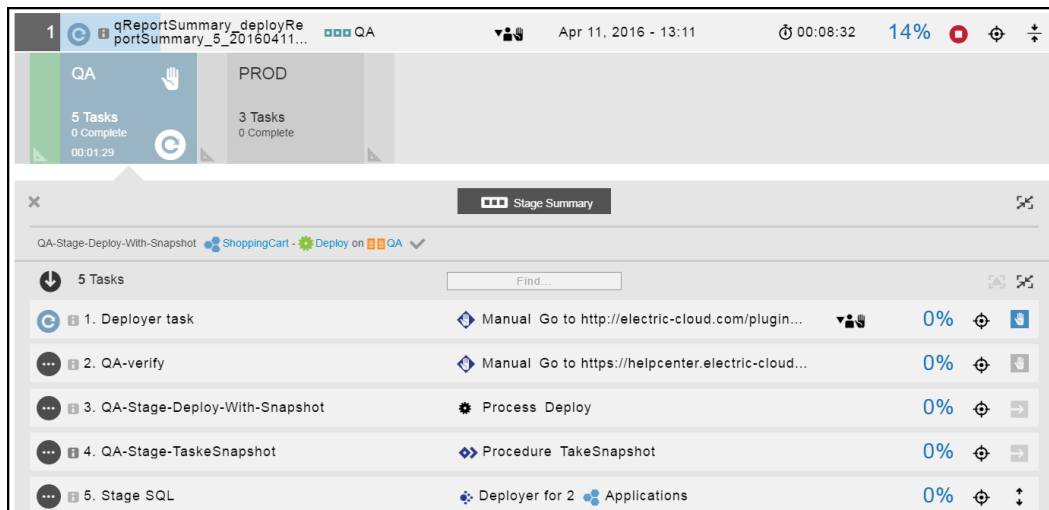 1 qReportSummary_deployRe
portSummary_5_20160411... QA Apr 11, 2016 - 13:11 00:08:32 14%
QA PROD
5 Tasks 3 Tasks
0 Complete 0 Complete
00:01:29
Stage Summary
QA-Stage-Deploy-With-Snapshot ShoppingCart - Deploy on QA
5 Tasks Find...
1. Deployer task Manual Go to http://electric-cloud.com/plugin... 0%
2. QA-verify Manual Go to https://helpcenter.electric-cloud... 0%
3. QA-Stage-Deploy-With-Snapshot Process Deploy 0%
4. QA-Stage-TaskeSnapshot Procedure TakeSnapshot 0%
5. Stage SQL Deployer for 2 Applications 0%